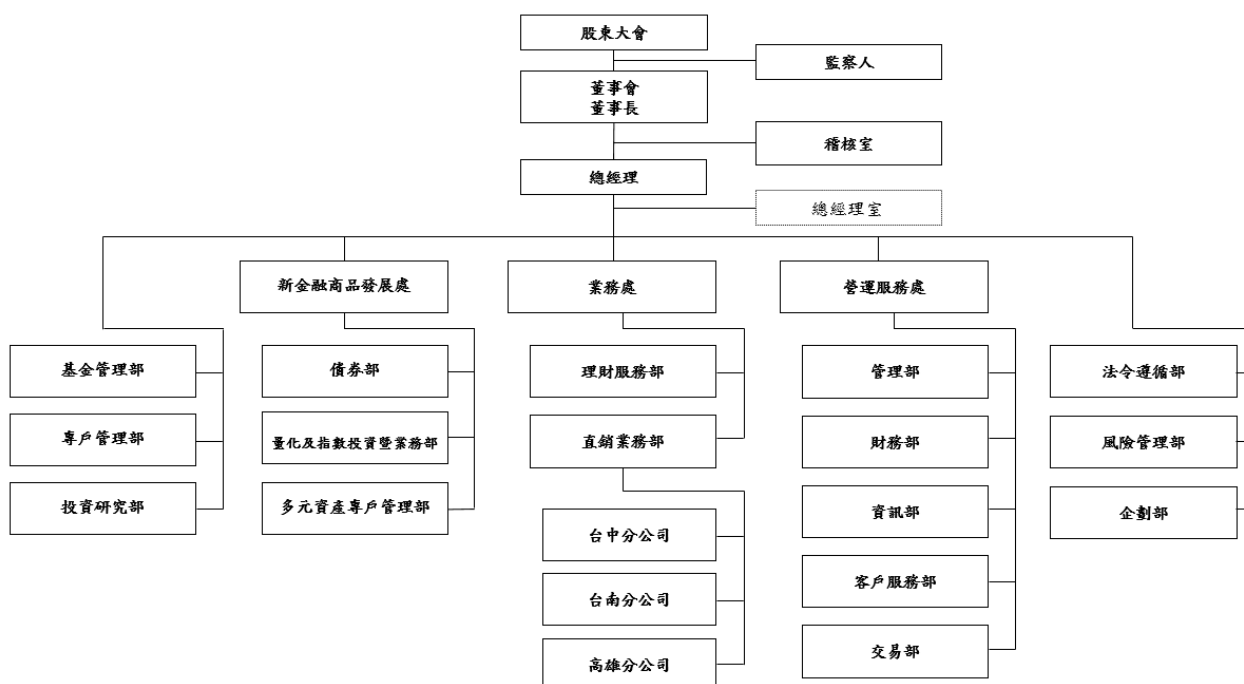 股東大會
監察人
董事會
董事長
稽核室
總經理
總經理室
新金融商品發展處
業務處
營運服務處
基金管理部
債券部
理財服務部
管理部
法令遵循部
專戶管理部
量化及指數投資暨業務部
直銷業務部
財務部
風險管理部
投資研究部
多元資產專戶管理部
台中分公司
資訊部
企劃部
台南分公司
客戶服務部
高雄分公司
交易部